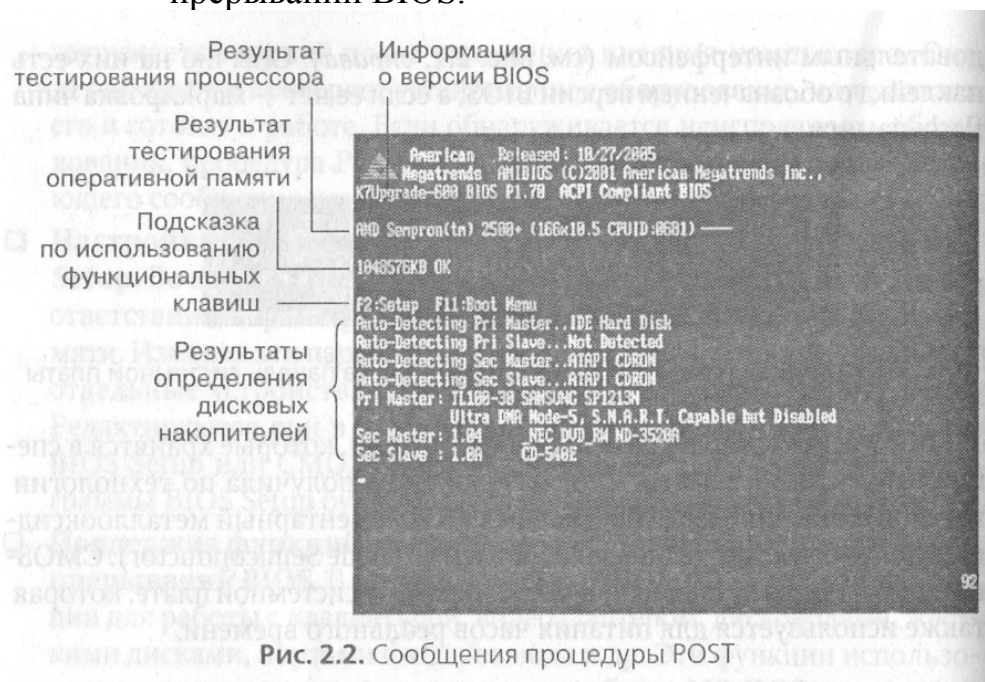 прерываний BIOS.
Результат
тестирования процессора
Информация
о версии BIOS
Результат
тестирования
оперативной памяти
Подсказка
по использованию
функциональных
клавиш
Результаты
определения
дисковых
накопителей
American Released: 10/27/2005
Megatrends AMIBIOS (C)2001 American Megatrends Inc.,
K7Upgrade-600 BIOS P1.70 ACPI Compliant BIOS
AMD Sempron(tm) 2500+ (166x10.5 CPUID:0681)
1048576KB OK
F2:Setup F11:Boot Menu
Auto-Detecting Pri Master..IDE Hard Disk
Auto-Detecting Pri Slave...Not Detected
Auto-Detecting Sec Master..ATAPI CDROM
Auto-Detecting Sec Slave...ATAPI CDROM
Pri Master: TL100-30 SAMSUNG SP1213N
Ultra DMA Mode-5, S.M.A.R.T. Capable but Disabled
Sec Master: 1.04 _NEC DVD_RW ND-3520A
Sec Slave : 1.0A CD-540E
92
Рис. 2.2. Сообщения процедуры POST